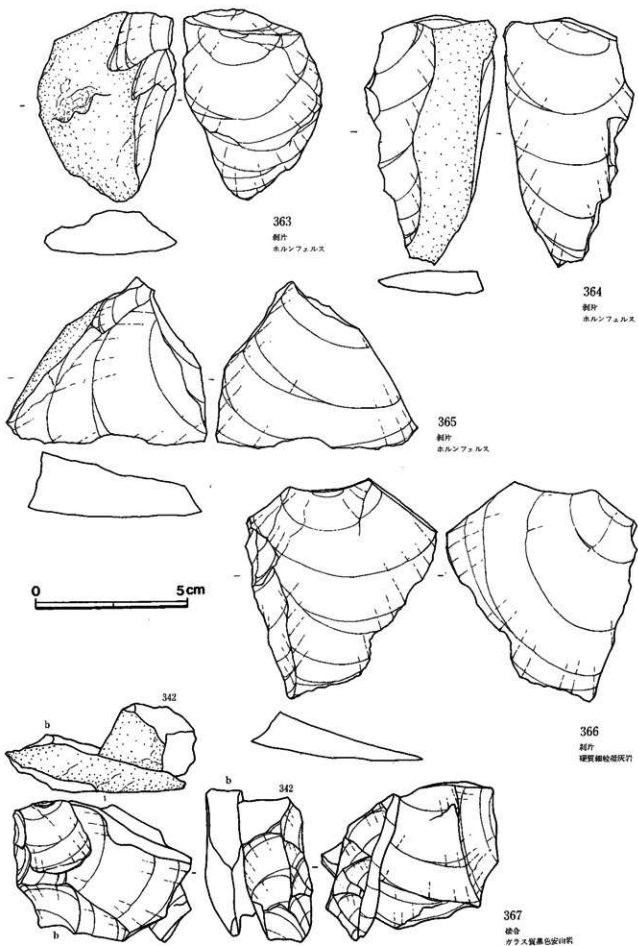 363
剥片
ホルンフェルス
364
剥片
ホルンフェルス
365
剥片
ホルンフェルス
0 5cm
366
剥片
硬質細粒凝灰岩
b 342
b
b 342
367
接合
ガラス質黒色安山岩